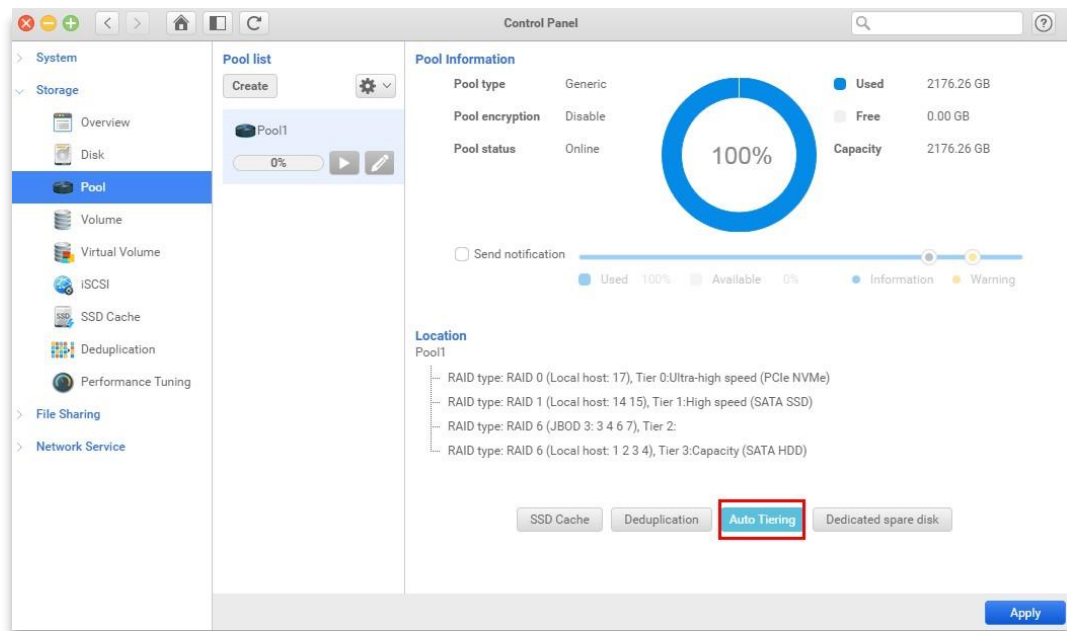 Control Panel
System
Storage
Overview
Disk
Pool
Volume
Virtual Volume
iSCSI
SSD Cache
Deduplication
Performance Tuning
File Sharing
Network Service
Pool list
Create
Pool1
0%
Pool Information
Pool type Generic
Pool encryption Disable
Pool status Online
100%
Used 2176.26 GB
Free 0.00 GB
Capacity 2176.26 GB
Send notification
Used 100% Available 0% Information Warning
Location
Pool1
RAID type: RAID 0 (Local host: 17), Tier 0:Ultra-high speed (PCIe NVMe)
RAID type: RAID 1 (Local host: 14 15), Tier 1:High speed (SATA SSD)
RAID type: RAID 6 (JBOD 3: 3 4 6 7), Tier 2:
RAID type: RAID 6 (Local host: 1 2 3 4), Tier 3:Capacity (SATA HDD)
SSD Cache Deduplication Auto Tiering Dedicated spare disk
Apply